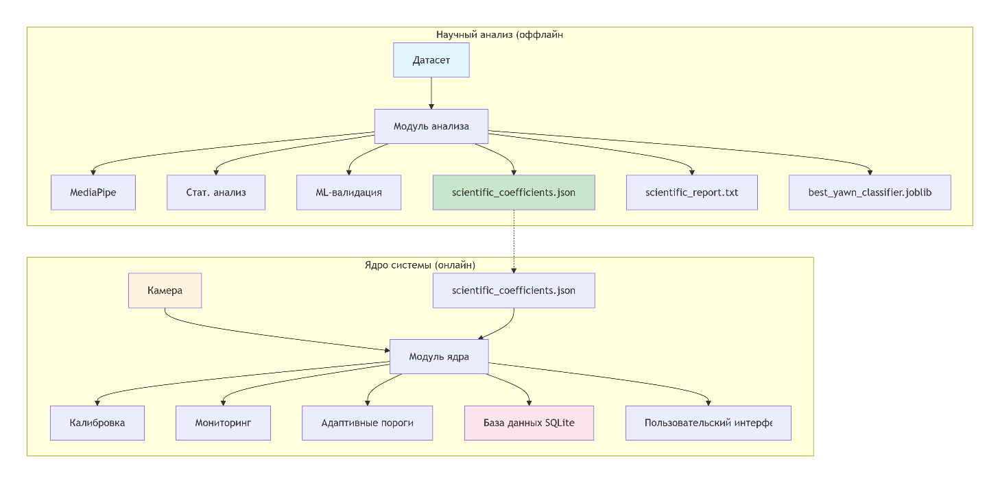 Научный анализ (оффлайн
Датасет
Модуль анализа
MediaPipe
Стат. анализ
ML-валидация
scientific_coefficients.json
scientific_report.txt
best_yawn_classifier.joblib
Ядро системы (онлайн)
Камера
scientific_coefficients.json
Модуль ядра
Калибровка
Мониторинг
Адаптивные пороги
База данных SQLite
Пользовательский интерфе